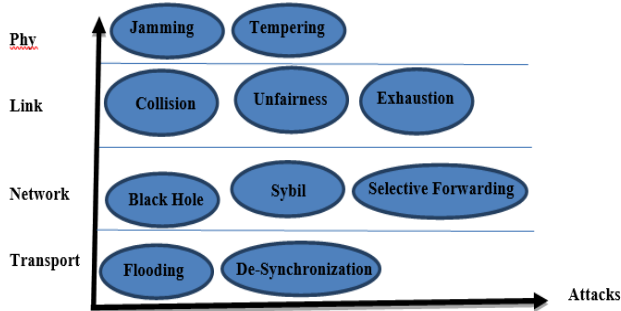 Phy Jamming Tempering
Link Collision Unfairness Exhaustion
Network Black Hole Sybil Selective Forwarding
Transport Flooding De-Synchronization
Attacks